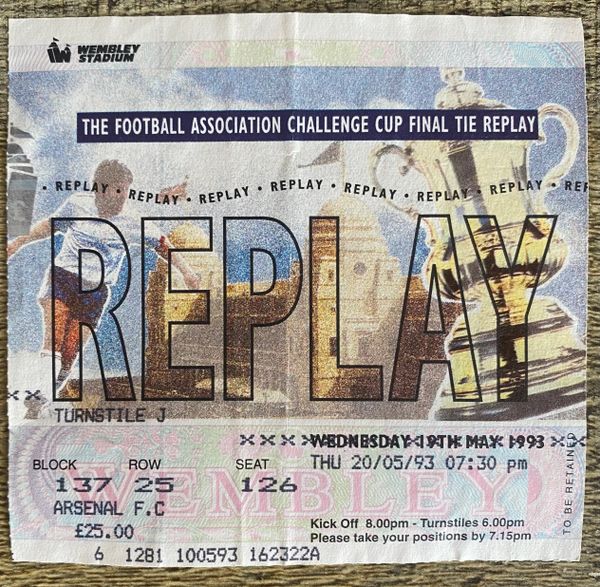 WEMBLEY
STADIUM
THE FOOTBALL ASSOCIATION CHALLENGE CUP FINAL TIE REPLAY
• REPLAY • REPLAY • REPLAY • REPLAY • REPLAY • REPLAY • REPLAY • REF
REPLAY
XX
TURNSTILE J
XXXXXXXXXXXXXXXXXXXXXX
WEDNESDAY 19TH MAY 1993
BLOCK ROW SEAT THU 20/05/93 07:30 pm
137 25 126
WEMBLEY
ARSENAL F.C
£25.00
Kick Off 8.00pm - Turnstiles 6.00pm
Please take your positions by 7.15pm
6 1281 100593 162322A
TO BE RETAINED